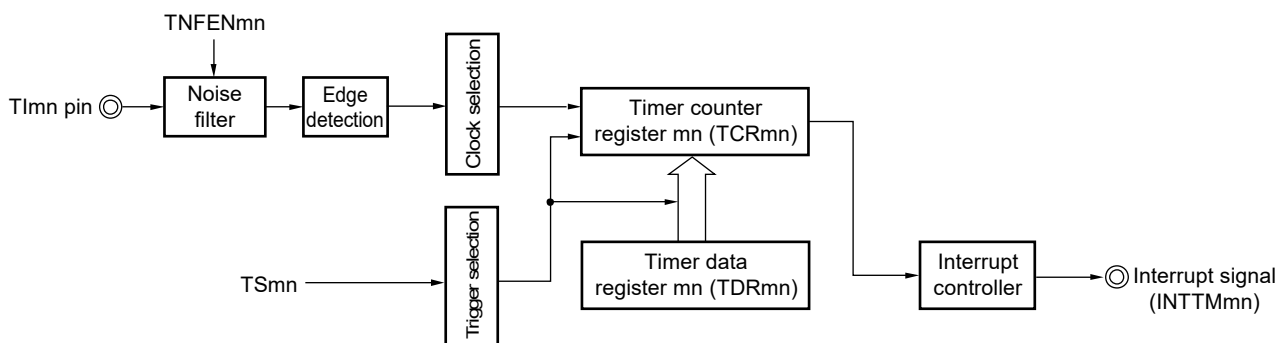 TNFENmn
TImn pin
Noise
filter
Edge
detection
Clock selection
Timer counter
register mn (TCRmn)
TSmn
Trigger selection
Timer data
register mn (TDRmn)
Interrupt
controller
Interrupt signal
(INTTMmn)